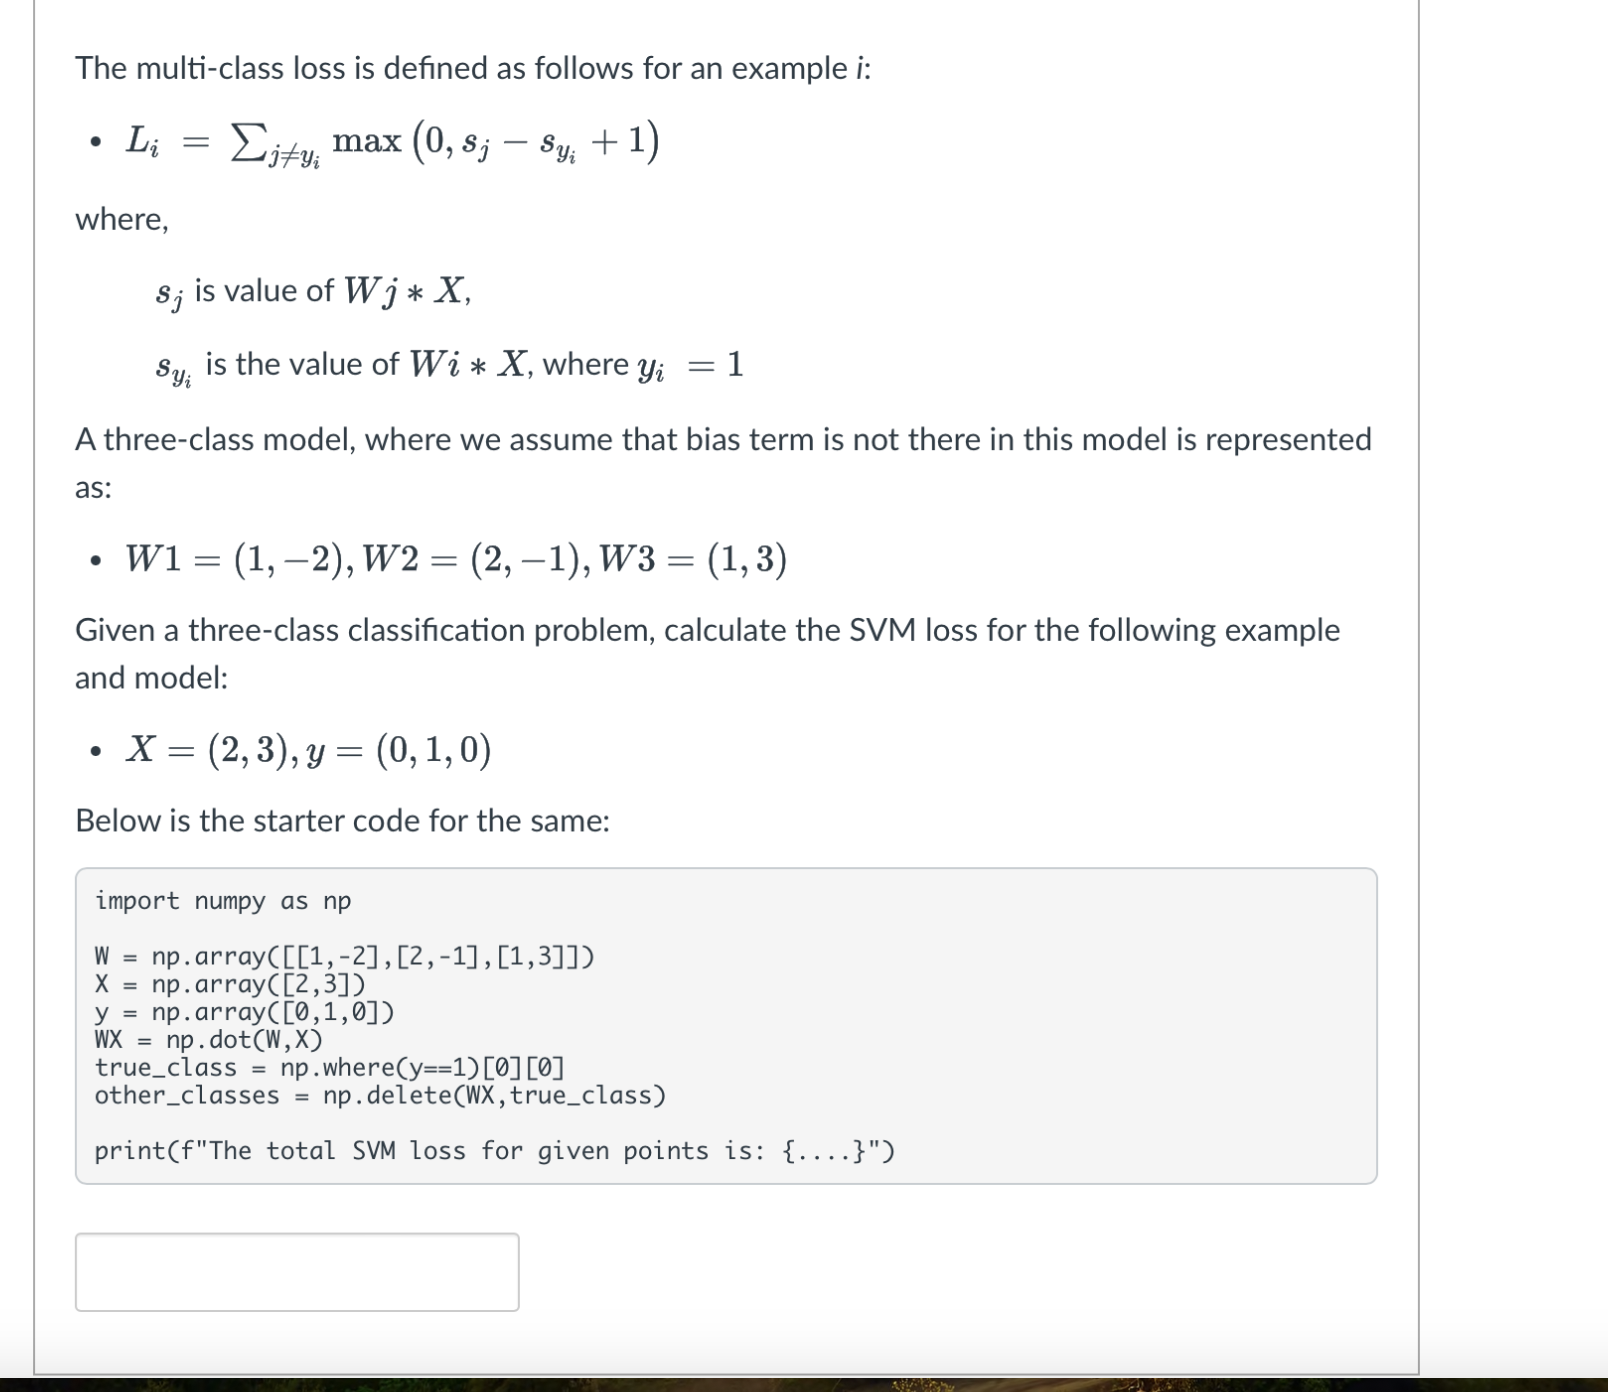 The multi-class loss is defined as follows for an example i:
• L_i = ∑_{j≠y_i} max (0, s_j − s_{y_i} + 1)
where,
s_j is value of Wj ∗ X,
s_{y_i} is the value of Wi ∗ X, where y_i = 1
A three-class model, where we assume that bias term is not there in this model is represented
as:
• W1 = (1, −2), W2 = (2, −1), W3 = (1, 3)
Given a three-class classification problem, calculate the SVM loss for the following example
and model:
• X = (2, 3), y = (0, 1, 0)
Below is the starter code for the same:
import numpy as np
W = np.array([[1,-2],[2,-1],[1,3]])
X = np.array([2,3])
y = np.array([0,1,0])
WX = np.dot(W,X)
true_class = np.where(y==1)[0][0]
other_classes = np.delete(WX,true_class)
print(f"The total SVM loss for given points is: {....}")